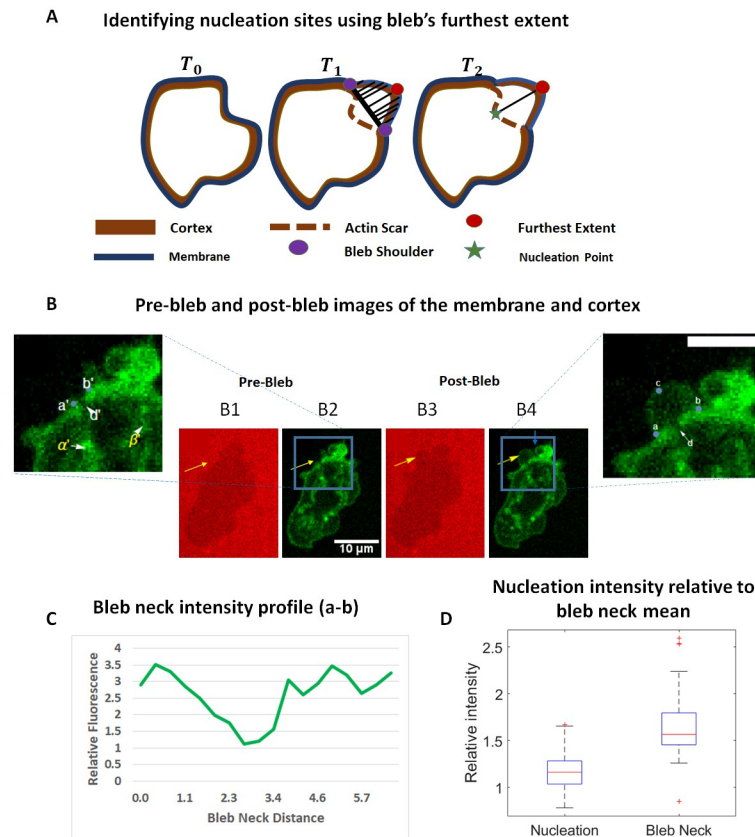 A Identifying nucleation sites using bleb's furthest extent
T₀ T₁ T₂
Cortex Actin Scar Furthest Extent
Membrane Bleb Shoulder Nucleation Point
B Pre-bleb and post-bleb images of the membrane and cortex
Pre-Bleb Post-Bleb
B1 B2 B3 B4
b'
a'
d'
α' β'
10 µm
c
b
a
d
C Bleb neck intensity profile (a-b)
Relative Fluorescence
4
3.5
3
2.5
2
1.5
1
0.5
0
0.0 1.1 2.3 3.4 4.6 5.7
Bleb Neck Distance
D Nucleation intensity relative to
bleb neck mean
Relative intensity
2.5
2
1.5
1
Nucleation Bleb Neck